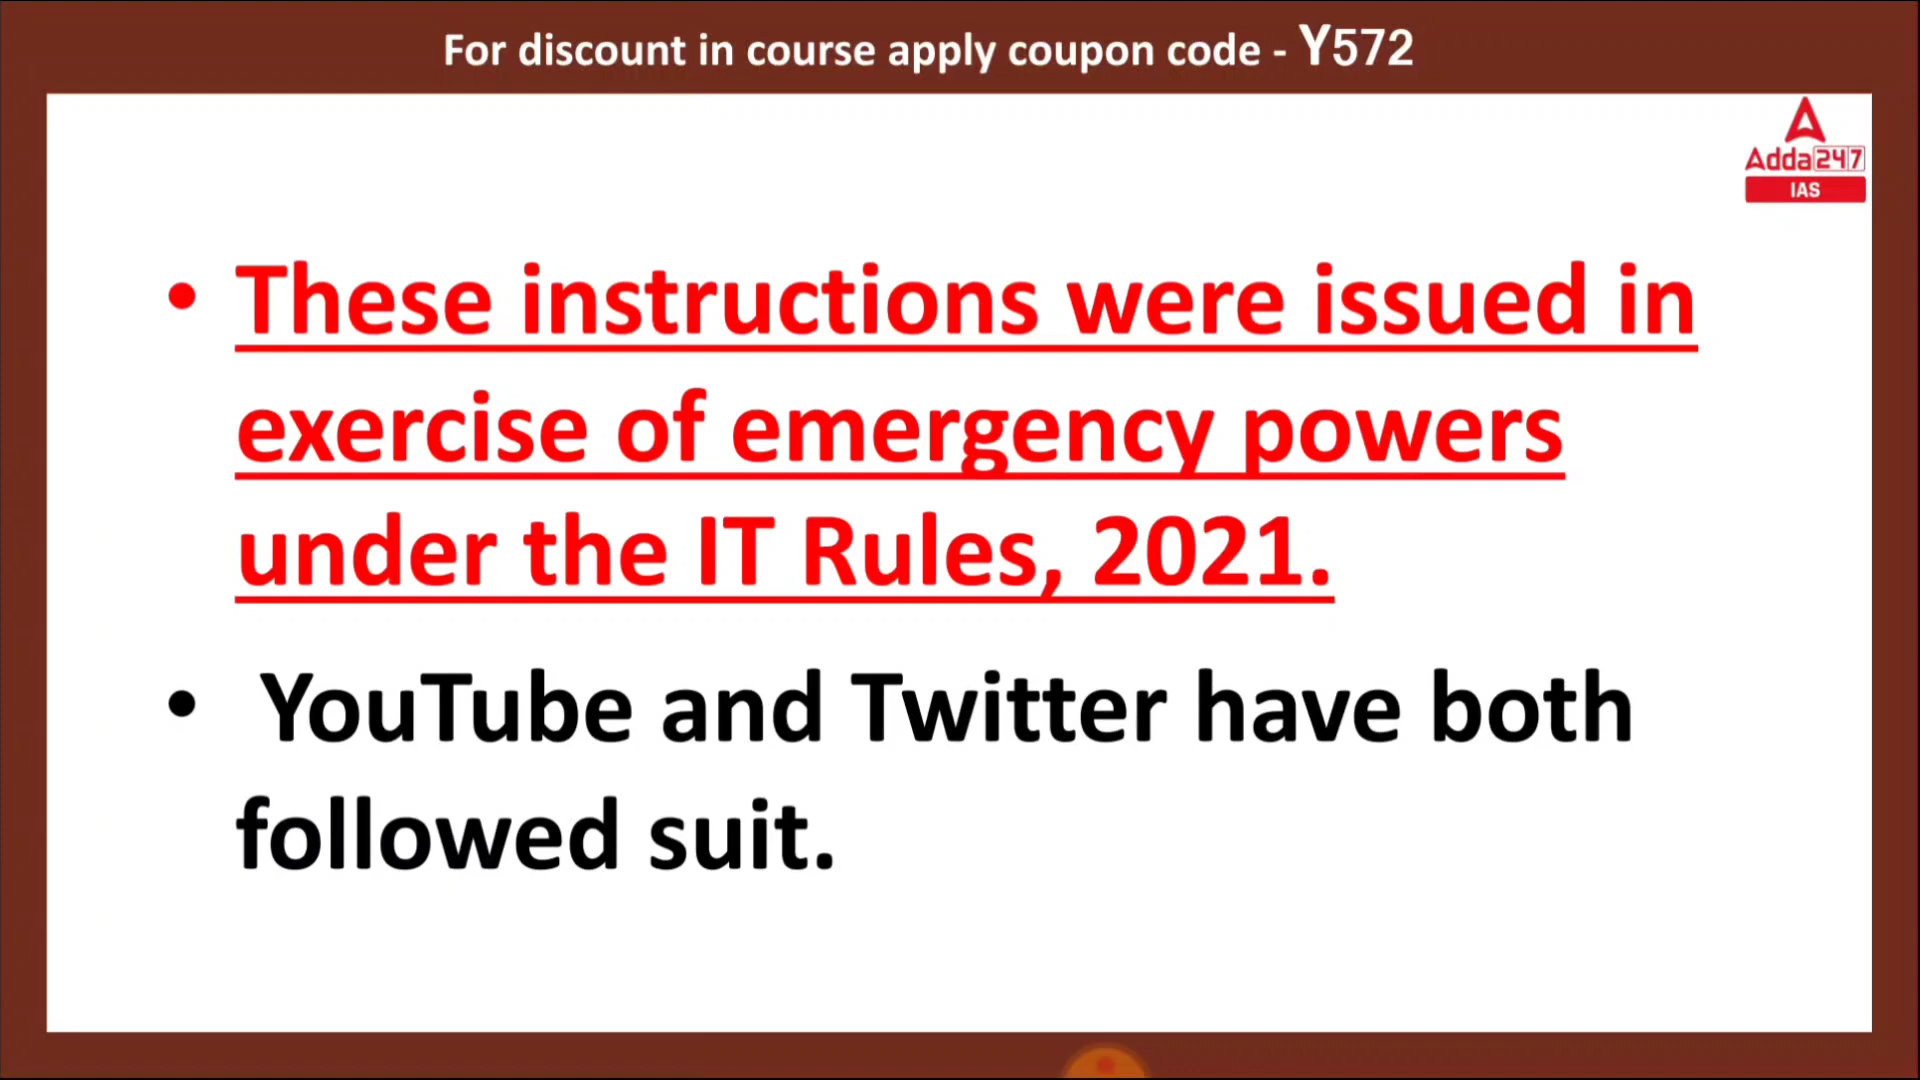 For discount in course apply coupon code - Y572
Adda247
IAS
• These instructions were issued in
exercise of emergency powers
under the IT Rules, 2021.
• YouTube and Twitter have both
followed suit.